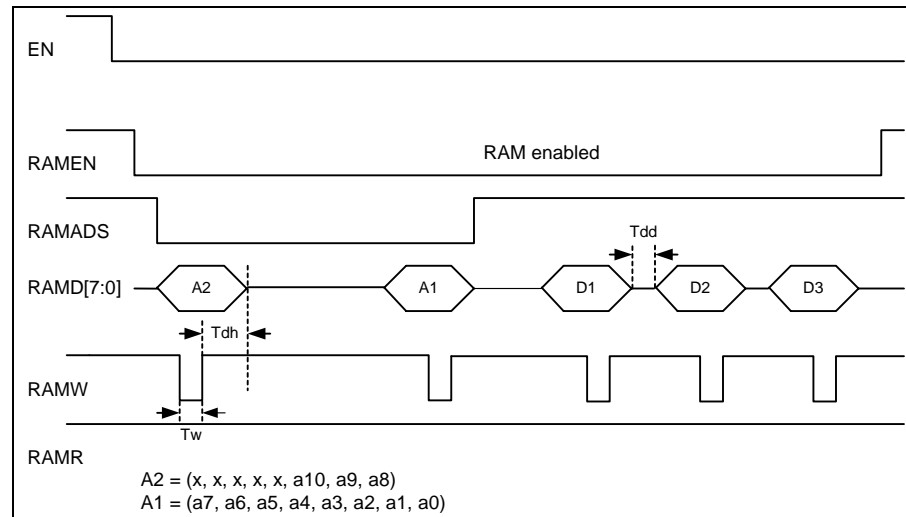 EN
RAM enabled
RAMEN
RAMADS
Tdd
RAMD[7:0] A2 A1 D1 D2 D3
Tdh
RAMW
Tw
RAMR
A2 = (x, x, x, x, x, a10, a9, a8)
A1 = (a7, a6, a5, a4, a3, a2, a1, a0)